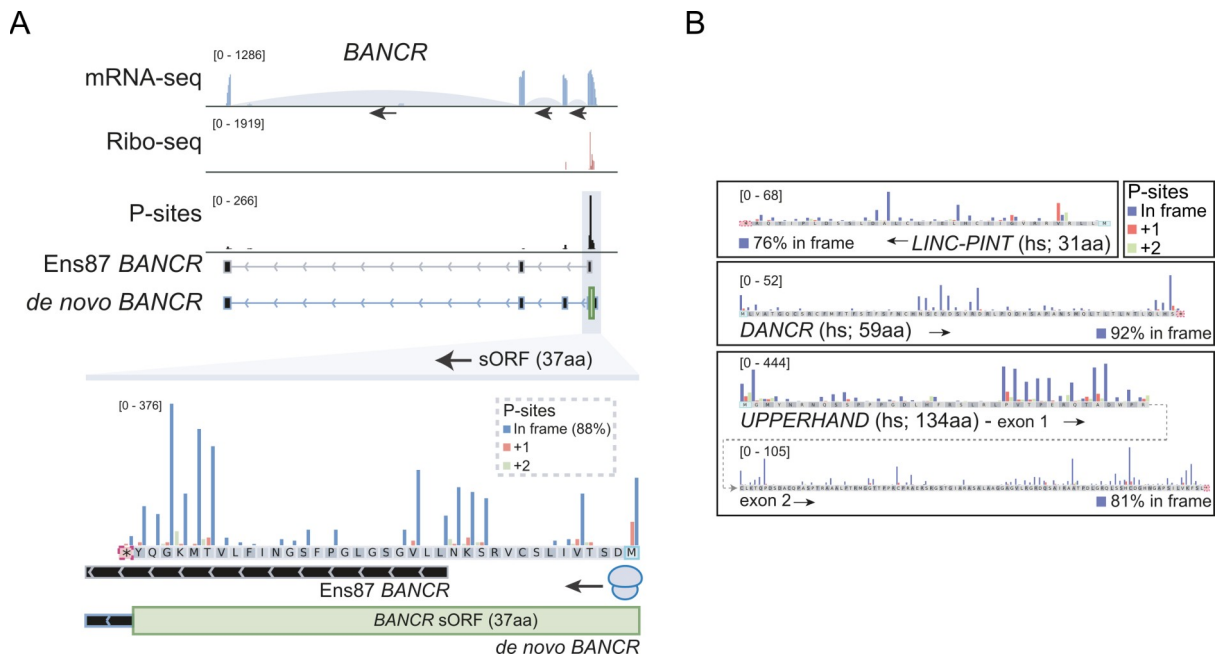 A
BANCR
mRNA-seq
[0 - 1286]
Ribo-seq
[0 - 1919]
P-sites
[0 - 266]
Ens87 BANCR
de novo BANCR
sORF (37aa)
[0 - 376]
P-sites
In frame (88%)
+1
+2
* Y Q G K M T V L F I N G S F P G L G S G V L L N K S R V C S L I V T S D M
Ens87 BANCR
BANCR sORF (37aa)
de novo BANCR
B
[0 - 68]
76% in frame
LINC-PINT (hs; 31aa)
P-sites
In frame
+1
+2
[0 - 52]
DANCR (hs; 59aa)
92% in frame
[0 - 444]
UPPERHAND (hs; 134aa) - exon 1
[0 - 105]
exon 2
81% in frame